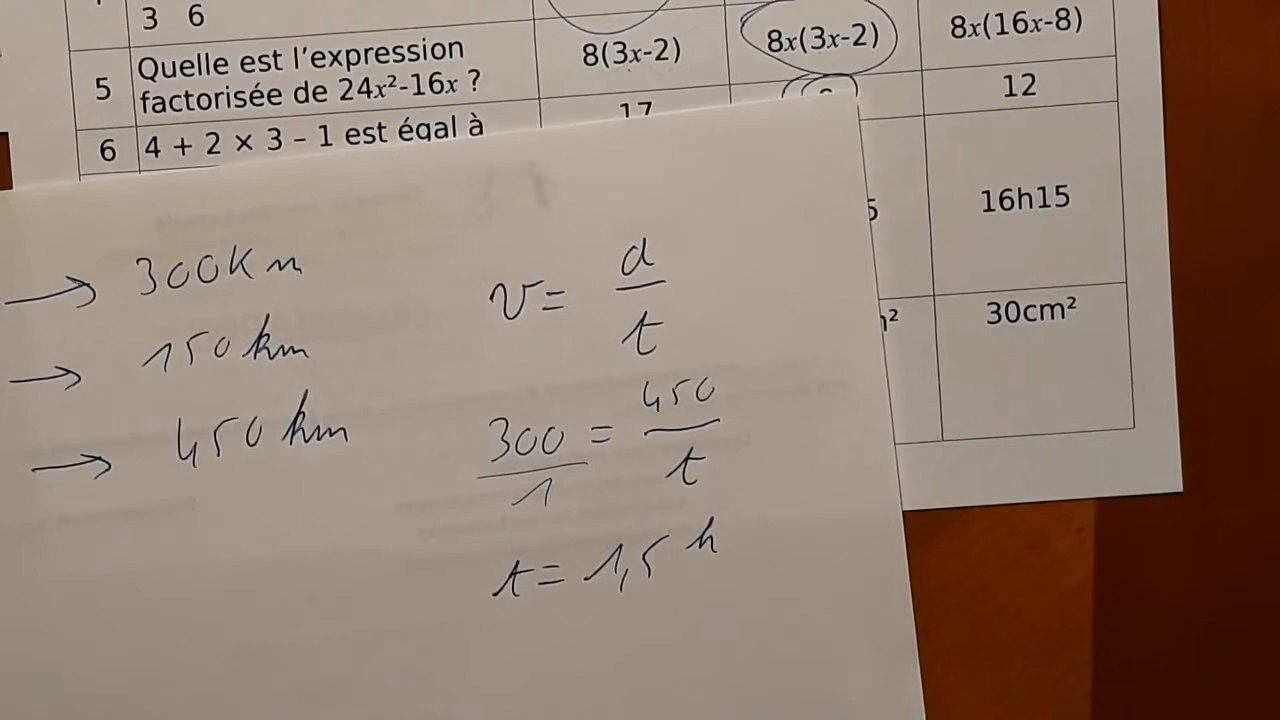 3 6
5 Quelle est l'expression factorisée de 24x²-16x ? 8(3x-2) 8x(3x-2) 8x(16x-8)
6 4 + 2 × 3 – 1 est égal à 17 12
16h15
30cm²
→ 300km
→ 150km
→ 450km
v= d/t
300/1 = 450/t
t= 1,5 h